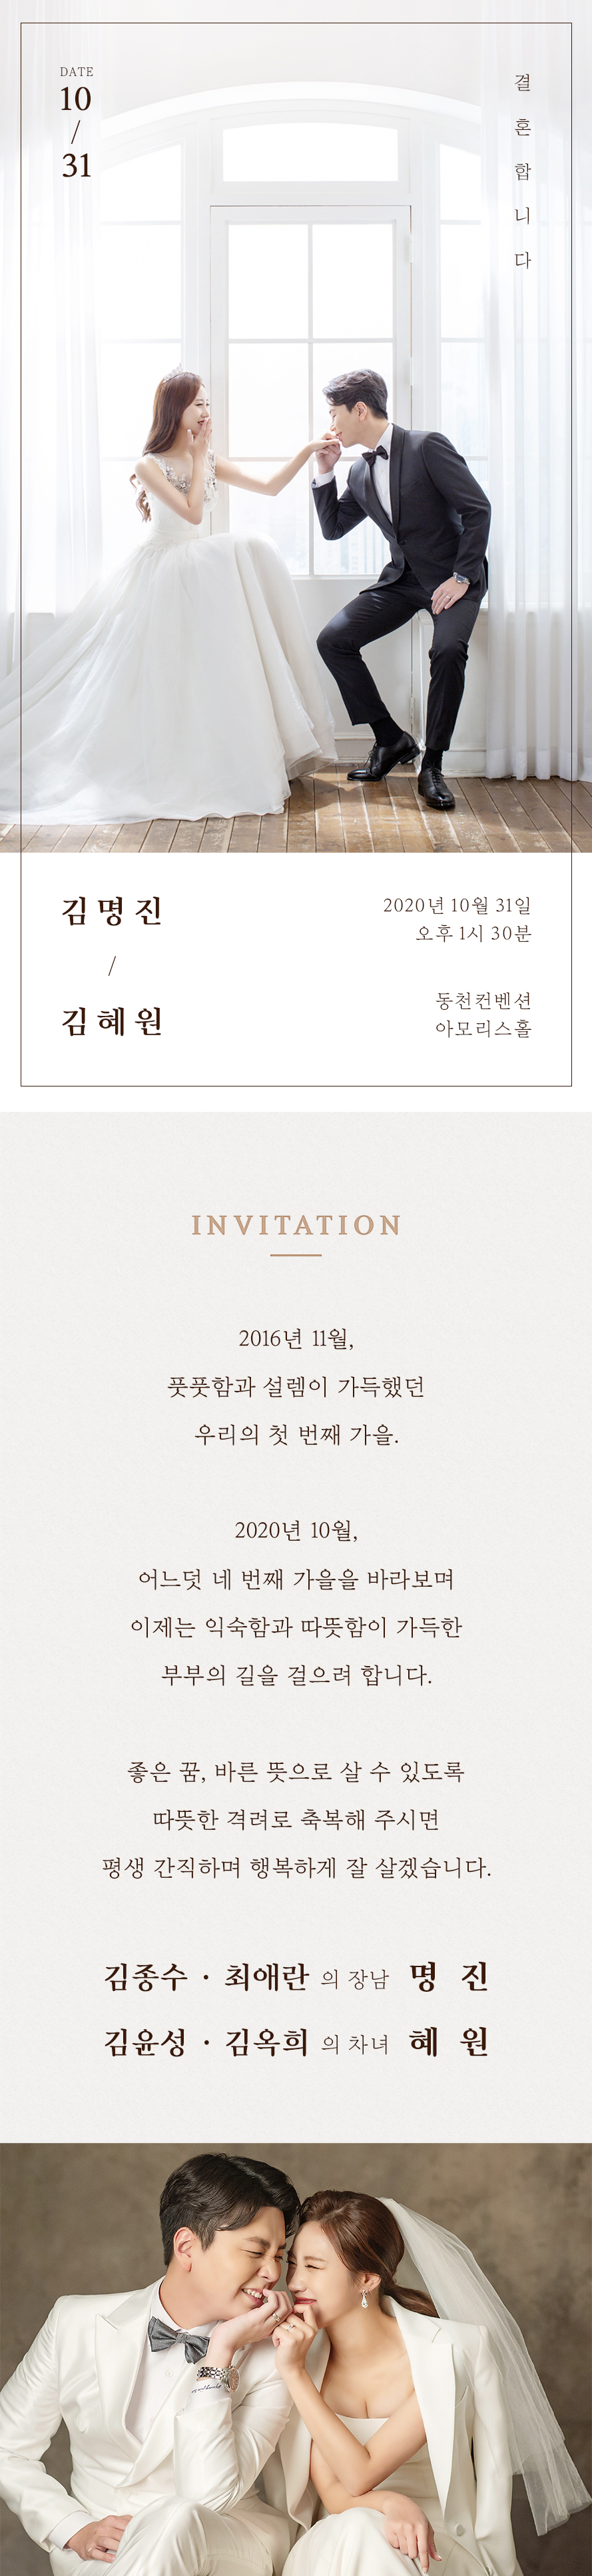 DATE
10
/
31
결혼합니다
김명진
/
김혜원
2020년 10월 31일
오후 1시 30분
동천컨벤션
아모리스홀
INVITATION
2016년 11월,
풋풋함과 설렘이 가득했던
우리의 첫 번째 가을.
2020년 10월,
어느덧 네 번째 가을을 바라보며
이제는 익숙함과 따뜻함이 가득한
부부의 길을 걸으려 합니다.
좋은 꿈, 바른 뜻으로 살 수 있도록
따뜻한 격려로 축복해 주시면
평생 간직하며 행복하게 잘 살겠습니다.
김종수 · 최애란 의 장남 명 진
김윤성 · 김옥희 의 차녀 혜 원